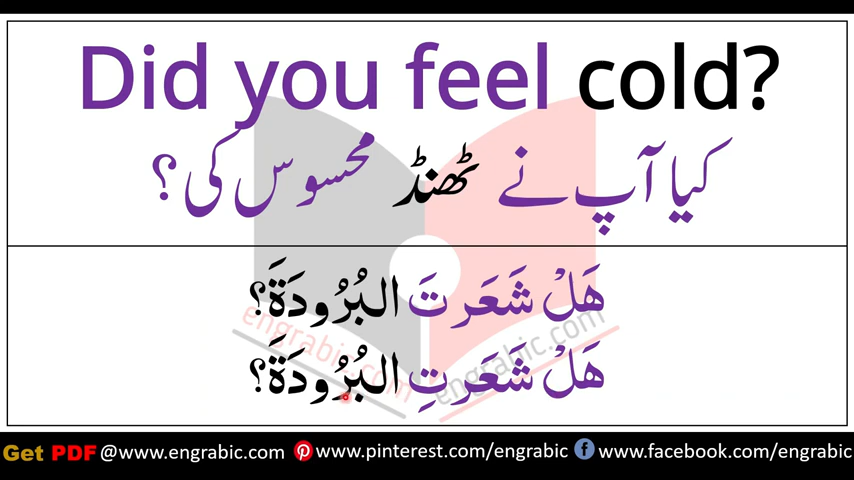 Did you feel cold?
کیا آپ نے ٹھنڈ محسوس کی؟
هَلْ شَعَرتَ البُرُودَةَ؟
هَلْ شَعَرتِ البُرُودَةَ؟
engrabic.com engrabic.com
Get PDF @www.engrabic.com www.pinterest.com/engrabic www.facebook.com/engrabic